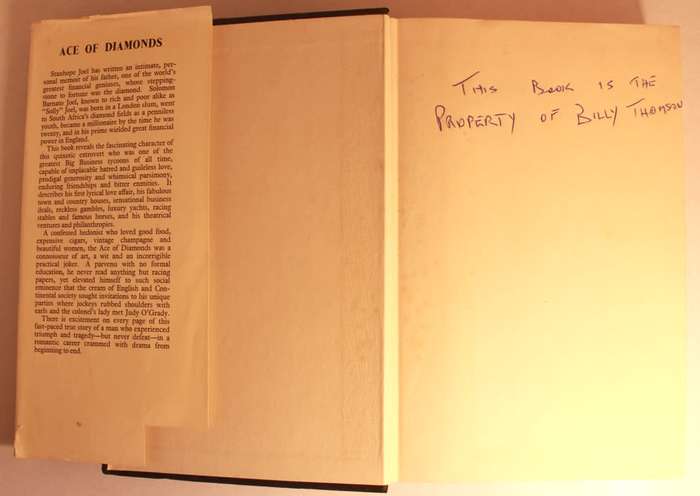 ACE OF DIAMONDS
Stanhope Joel has written an intimate, per-
sonal memoir of his father, one of the world's
greatest financial geniuses, whose stepping-
stone to fortune was the diamond. Solomon
Barnato Joel, known to rich and poor alike as
"Solly" Joel, was born in a London slum, went
to South Africa's diamond fields as a penniless
youth, became a millionaire by the time he was
twenty, and in his prime wielded great financial
power in England.
This book reveals the fascinating character of
this quixotic extrovert who was one of the
greatest Big Business tycoons of all time,
capable of implacable hatred and guileless love,
prodigal generosity and whimsical parsimony,
enduring friendships and bitter enmities. It
describes his first lyrical love affair, his fabulous
town and country houses, sensational business
deals, reckless gambles, luxury yachts, racing
stables and famous horses, and his theatrical
ventures and philanthropies.
A confessed hedonist who loved good food,
expensive cigars, vintage champagne and
beautiful women, the Ace of Diamonds was a
connoisseur of art, a wit and an incorrigible
practical joker. A parvenu with no formal
education, he never read anything but racing
papers, yet elevated himself to such social
eminence that the cream of English and Con-
tinental society sought invitations to his unique
parties where jockeys rubbed shoulders with
earls and the colonel's lady met Judy O'Grady.
There is excitement on every page of this
fast-paced true story of a man who experienced
triumph and tragedy—but never defeat—in a
romantic career crammed with drama from
beginning to end.
THIS BOOK IS THE
PROPERTY OF BILLY THOMSON